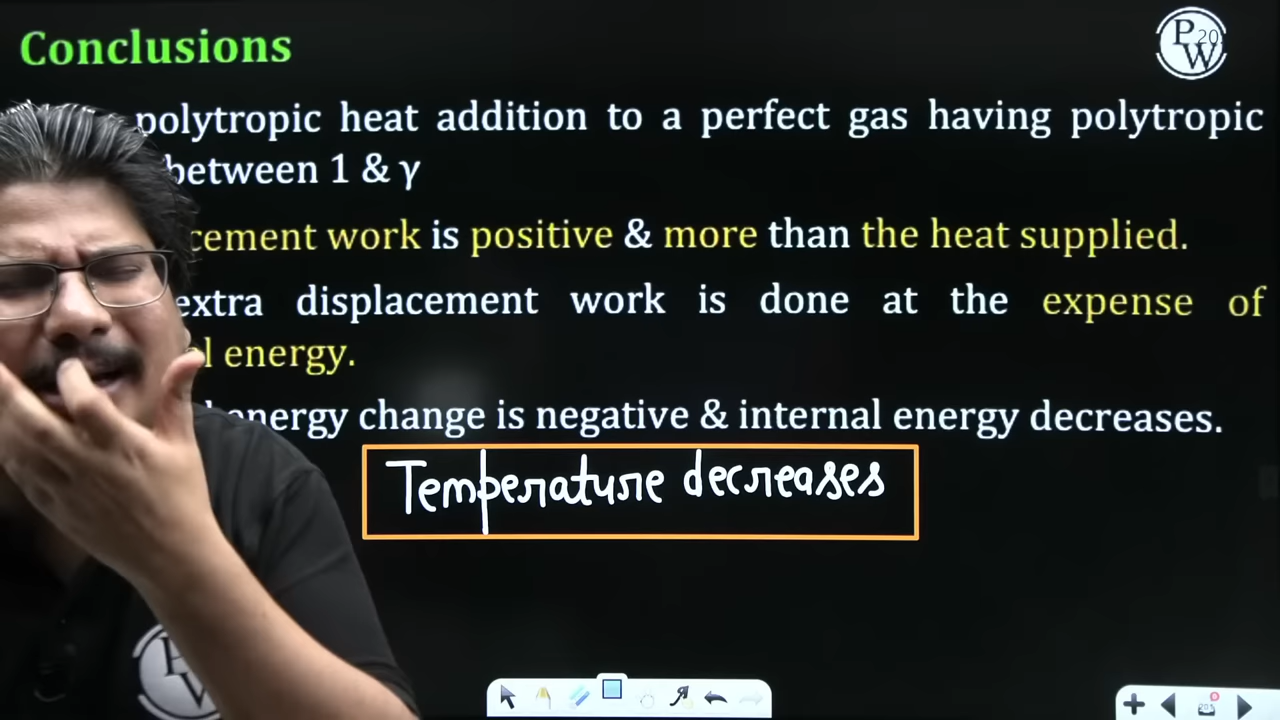 Conclusions
polytropic heat addition to a perfect gas having polytropic
between 1 & γ
cement work is positive & more than the heat supplied.
extra displacement work is done at the expense of
l energy.
energy change is negative & internal energy decreases.
Temperature decreases
P
W
20
P
W